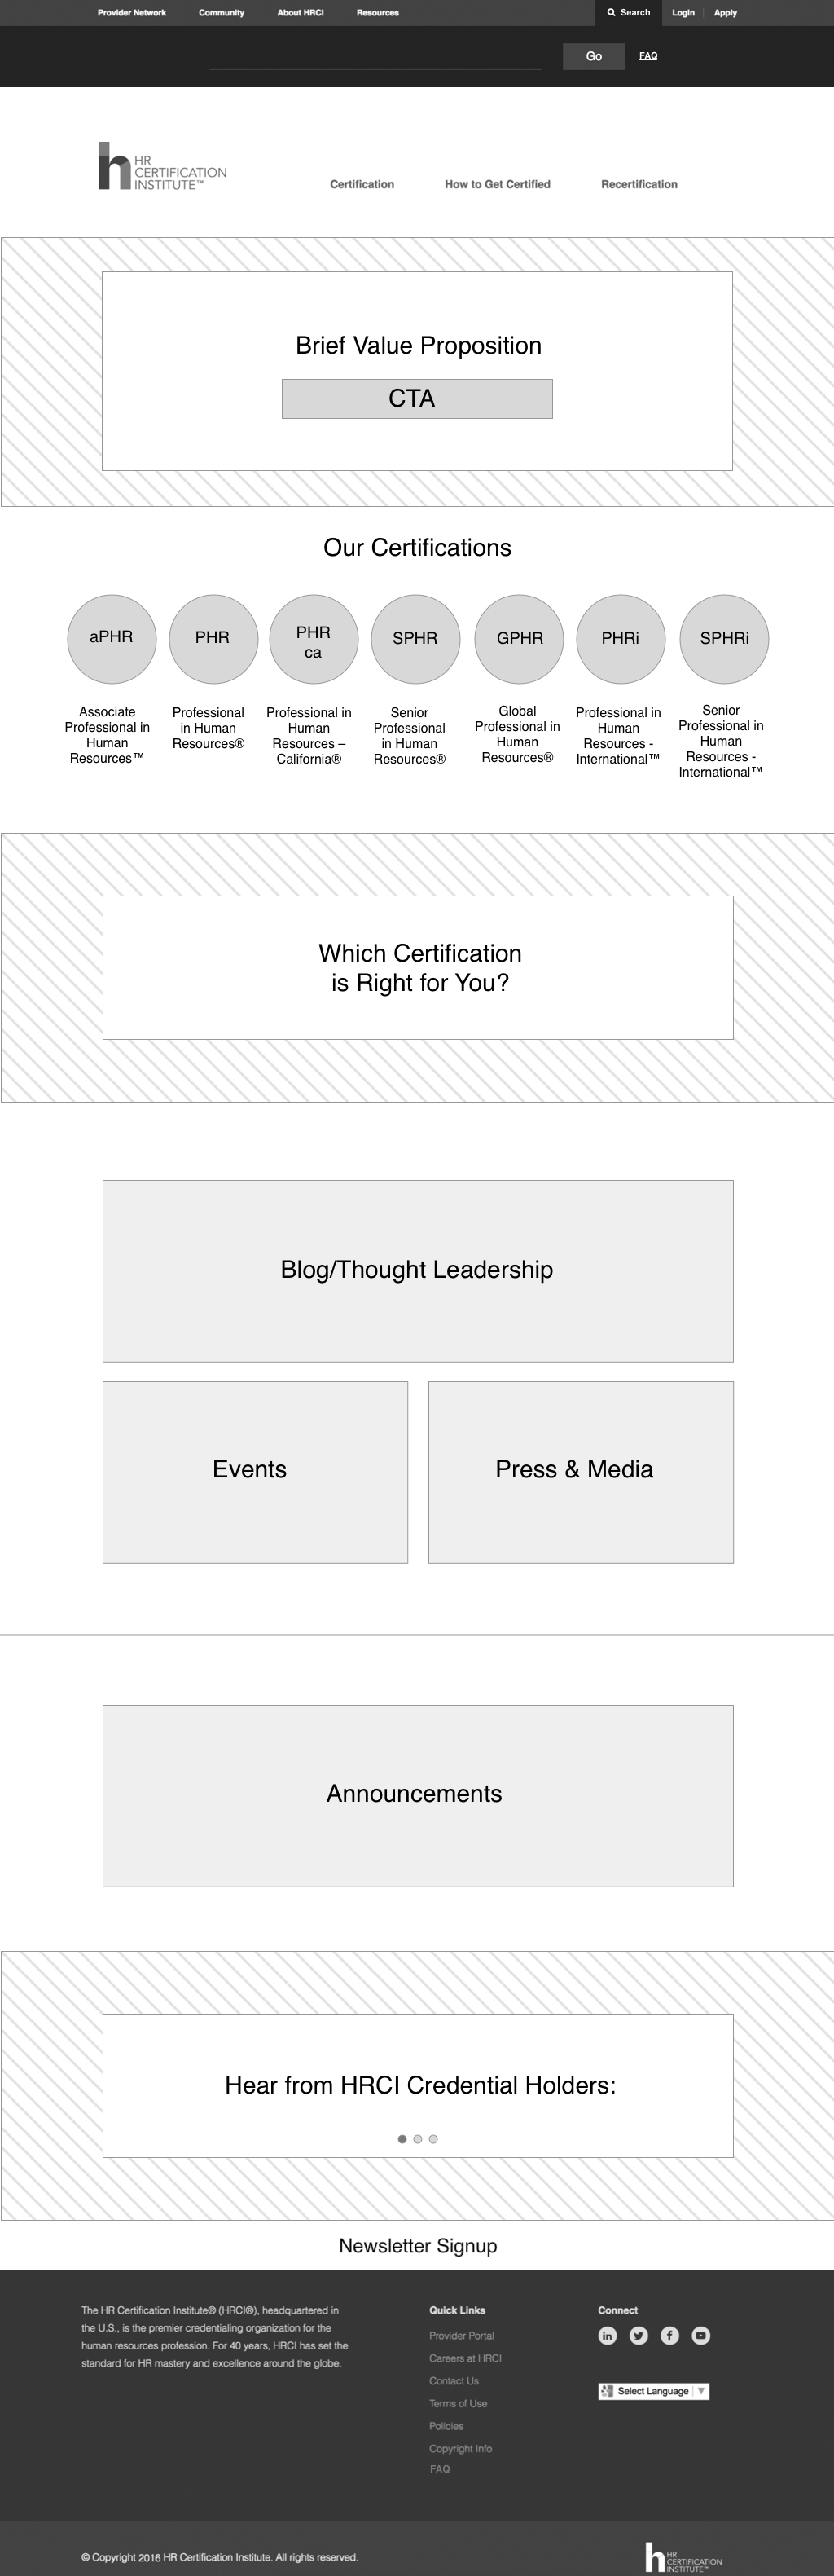 Provider Network Community About HRCI Resources Search Login Apply
Go FAQ
HR
CERTIFICATION
INSTITUTE™
Certification How to Get Certified Recertification
Brief Value Proposition
CTA
Our Certifications
aPHR
PHR
PHR
ca
SPHR
GPHR
PHRi
SPHRi
Associate
Professional in
Human
Resources™
Professional
in Human
Resources®
Professional in
Human
Resources –
California®
Senior
Professional
in Human
Resources®
Global
Professional in
Human
Resources®
Professional in
Human
Resources -
International™
Senior
Professional in
Human
Resources -
International™
Which Certification
is Right for You?
Blog/Thought Leadership
Events
Press & Media
Announcements
Hear from HRCI Credential Holders:
Newsletter Signup
The HR Certification Institute® (HRCI®), headquartered in
the U.S., is the premier credentialing organization for the
human resources profession. For 40 years, HRCI has set the
standard for HR mastery and excellence around the globe.
Quick Links
Provider Portal
Careers at HRCI
Contact Us
Terms of Use
Policies
Copyright Info
FAQ
Connect
Select Language
© Copyright 2016 HR Certification Institute. All rights reserved.
HR
CERTIFICATION
INSTITUTE™